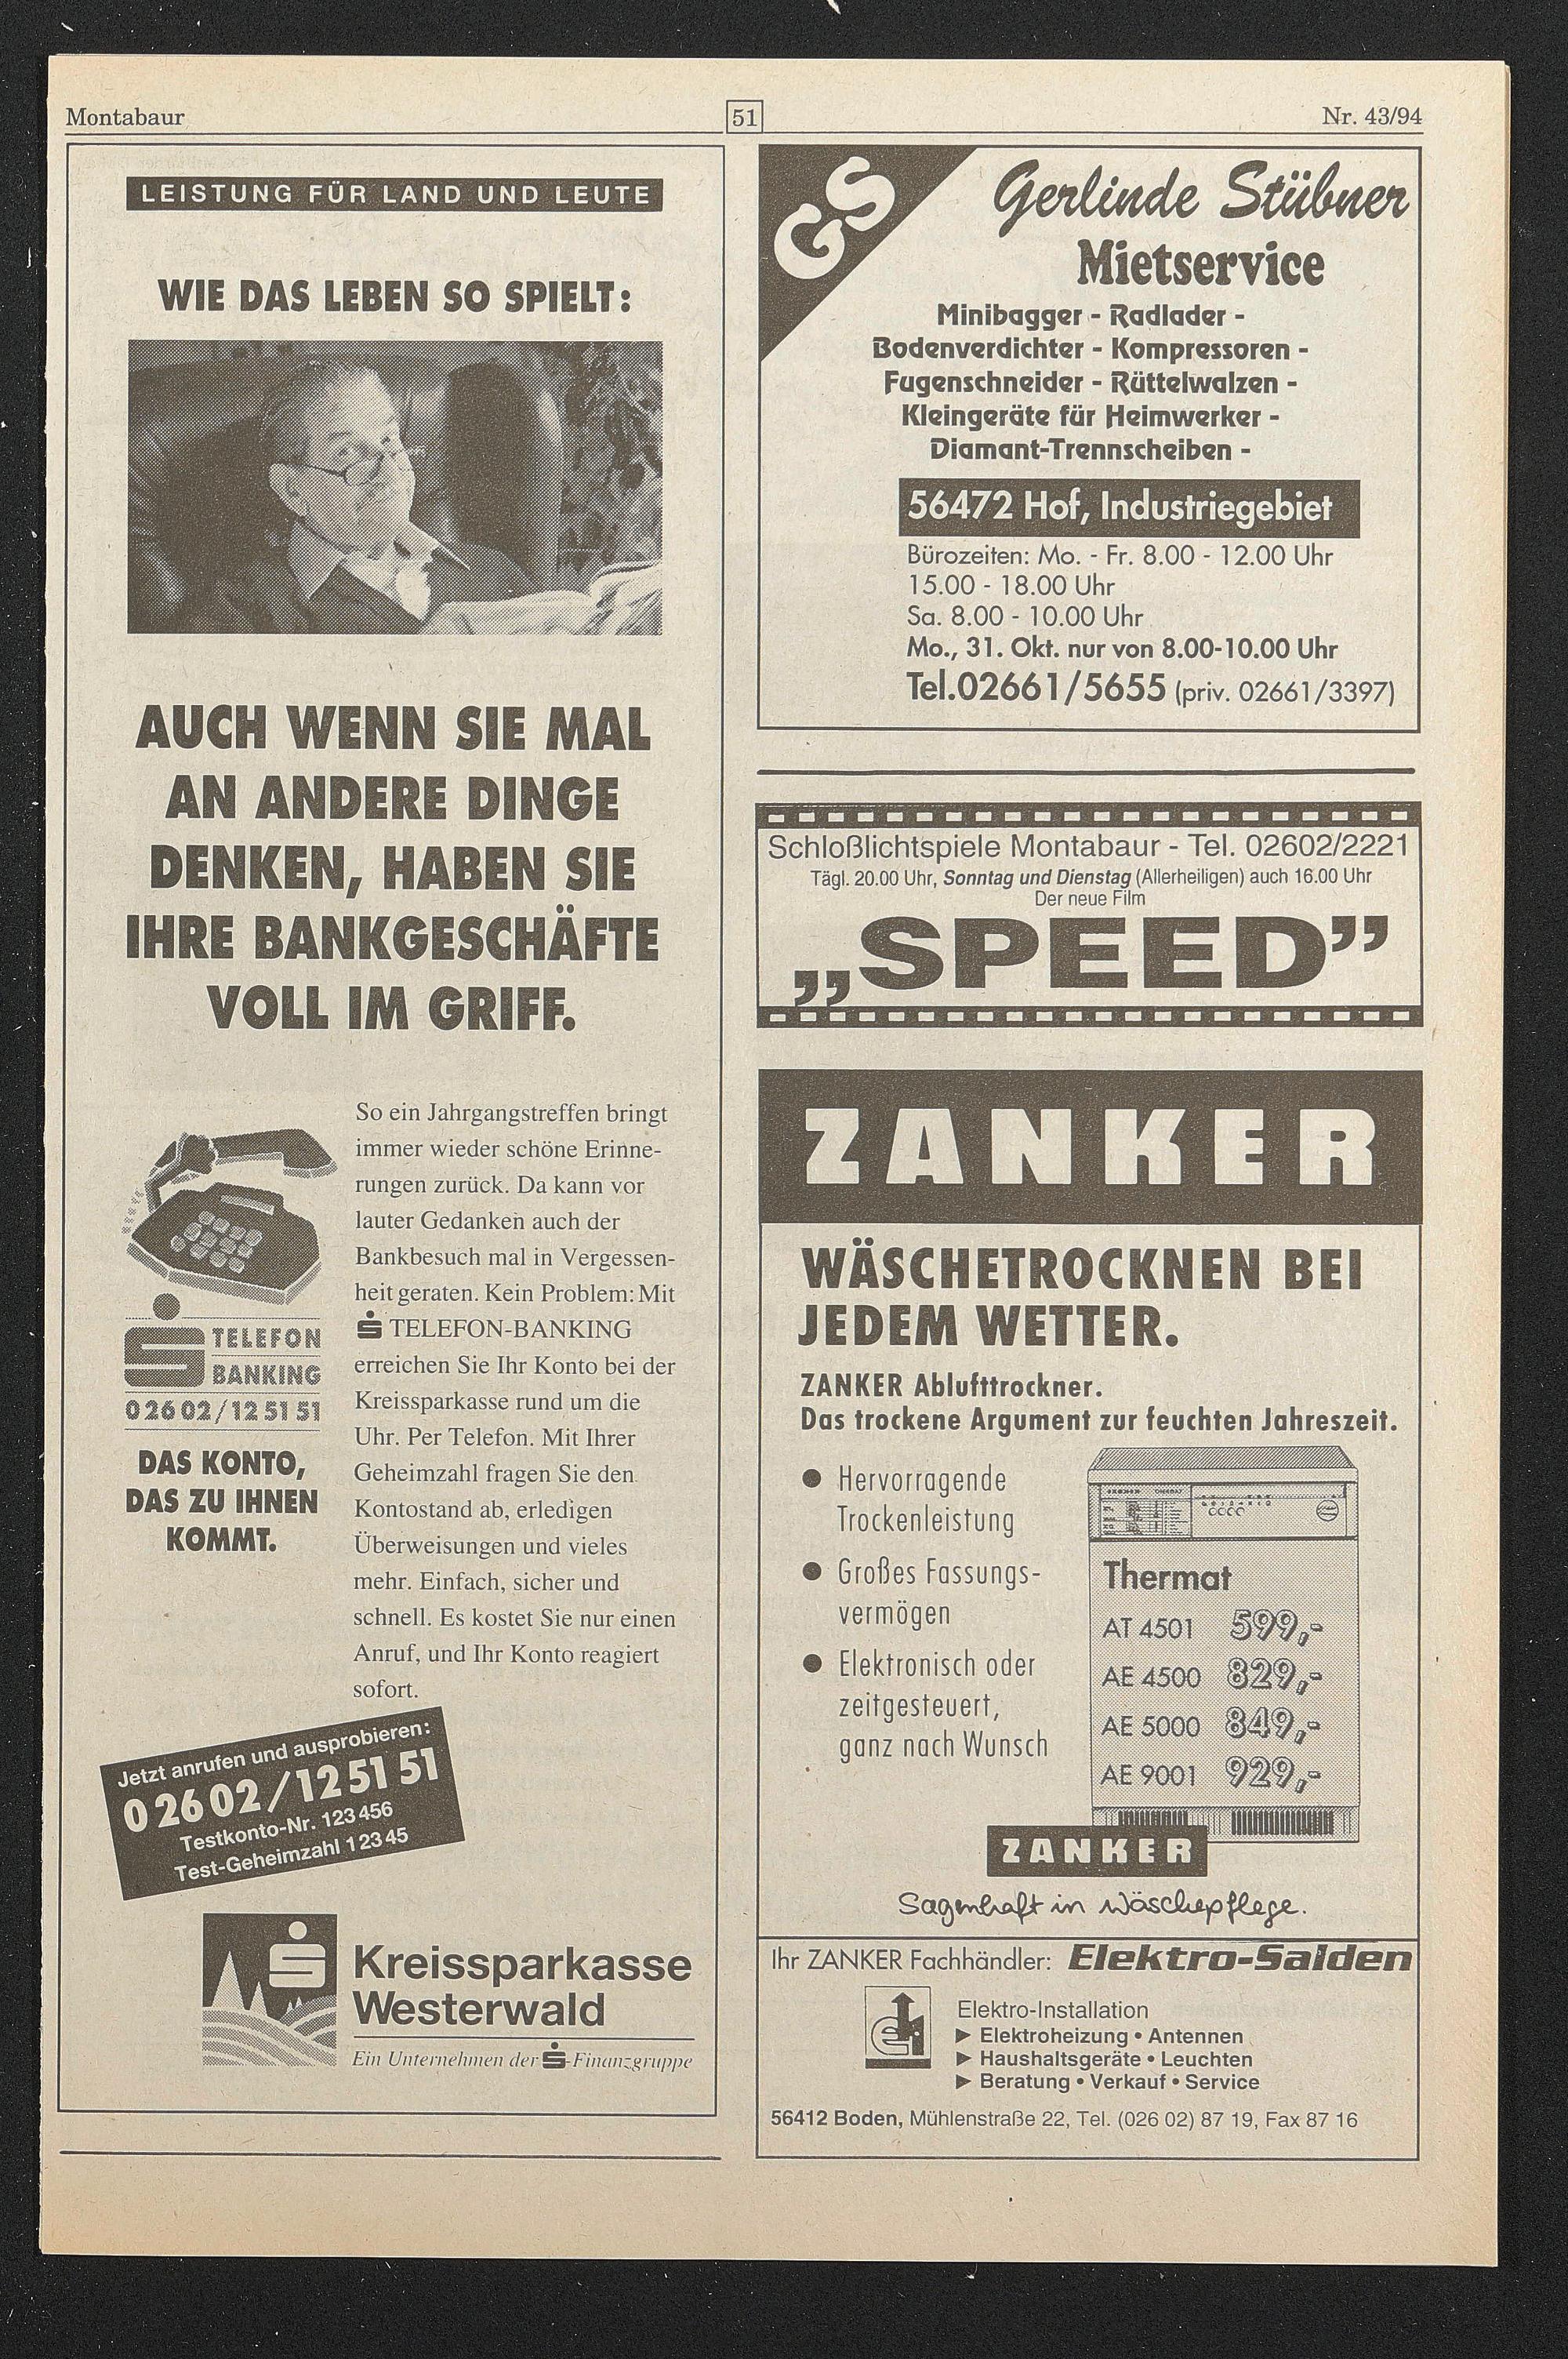 Montabaur
51
Nr. 43/94
LEISTUNG FÜR LAND UND LEUTE
WIE DAS LEBEN SO SPIELT:
AUCH WENN SIE MAL
AN ANDERE DINGE
DENKEN, HABEN SIE
IHRE BANKGESCHÄFTE
VOLL IM GRIFF.
So ein Jahrgangstreffen bringt
immer wieder schöne Erinne-
rungen zurück. Da kann vor
lauter Gedanken auch der
Bankbesuch mal in Vergessen-
heit geraten. Kein Problem: Mit
S TELEFON-BANKING
erreichen Sie Ihr Konto bei der
Kreissparkasse rund um die
Uhr. Per Telefon. Mit Ihrer
Geheimzahl fragen Sie den
Kontostand ab, erledigen
Überweisungen und vieles
mehr. Einfach, sicher und
schnell. Es kostet Sie nur einen
Anruf, und Ihr Konto reagiert
sofort.
TELEFON
BANKING
0 26 02/12 51 51
DAS KONTO,
DAS ZU IHNEN
KOMMT.
Jetzt anrufen und ausprobieren:
0 26 02/12 51 51
Testkonto-Nr. 123 456
Test-Geheimzahl 1 23 45
Kreissparkasse
Westerwald
Ein Unternehmen der S-Finanzgruppe
GS
Gerlinde Stübner
Mietservice
Minibagger - Radlader -
Bodenverdichter - Kompressoren -
Fugenschneider - Rüttelwalzen -
Kleingeräte für Heimwerker -
Diamant-Trennscheiben -
56472 Hof, Industriegebiet
Bürozeiten: Mo. - Fr. 8.00 - 12.00 Uhr
15.00 - 18.00 Uhr
Sa. 8.00 - 10.00 Uhr
Mo., 31. Okt. nur von 8.00-10.00 Uhr
Tel.02661/5655 (priv. 02661/3397)
Schloßlichtspiele Montabaur - Tel. 02602/2221
Tägl. 20.00 Uhr, Sonntag und Dienstag (Allerheiligen) auch 16.00 Uhr
Der neue Film
„SPEED”
ZANKER
WÄSCHETROCKNEN BEI
JEDEM WETTER.
ZANKER Ablufttrockner.
Das trockene Argument zur feuchten Jahreszeit.
● Hervorragende
Trockenleistung
● Großes Fassungs-
vermögen
● Elektronisch oder
zeitgesteuert,
ganz nach Wunsch
Thermat
AT 4501 599,-
AE 4500 829,-
AE 5000 849,-
AE 9001 929,-
ZANKER
Sagenhaft in Wäschepflege.
Ihr ZANKER Fachhändler: Elektro-Salden
Elektro-Installation
► Elektroheizung • Antennen
► Haushaltsgeräte • Leuchten
► Beratung • Verkauf • Service
56412 Boden, Mühlenstraße 22, Tel. (026 02) 87 19, Fax 87 16